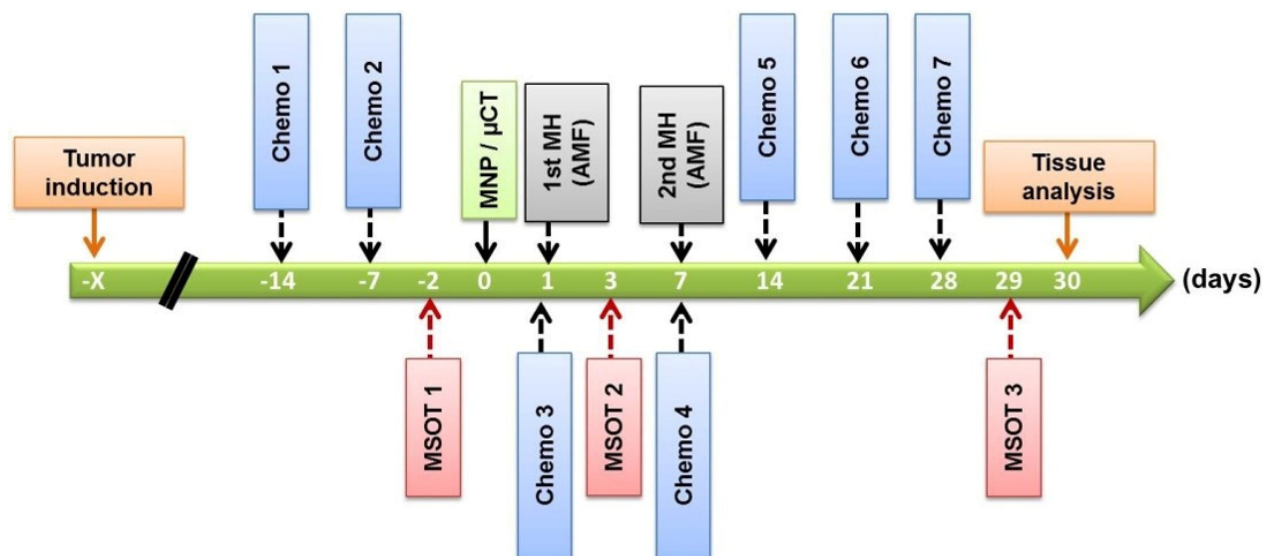 Tumor
induction
Chemo 1
Chemo 2
MNP / µCT
1st MH
(AMF)
2nd MH
(AMF)
Chemo 5
Chemo 6
Chemo 7
Tissue
analysis
-X -14 -7 -2 0 1 3 7 14 21 28 29 30 (days)
MSOT 1
Chemo 3
MSOT 2
Chemo 4
MSOT 3